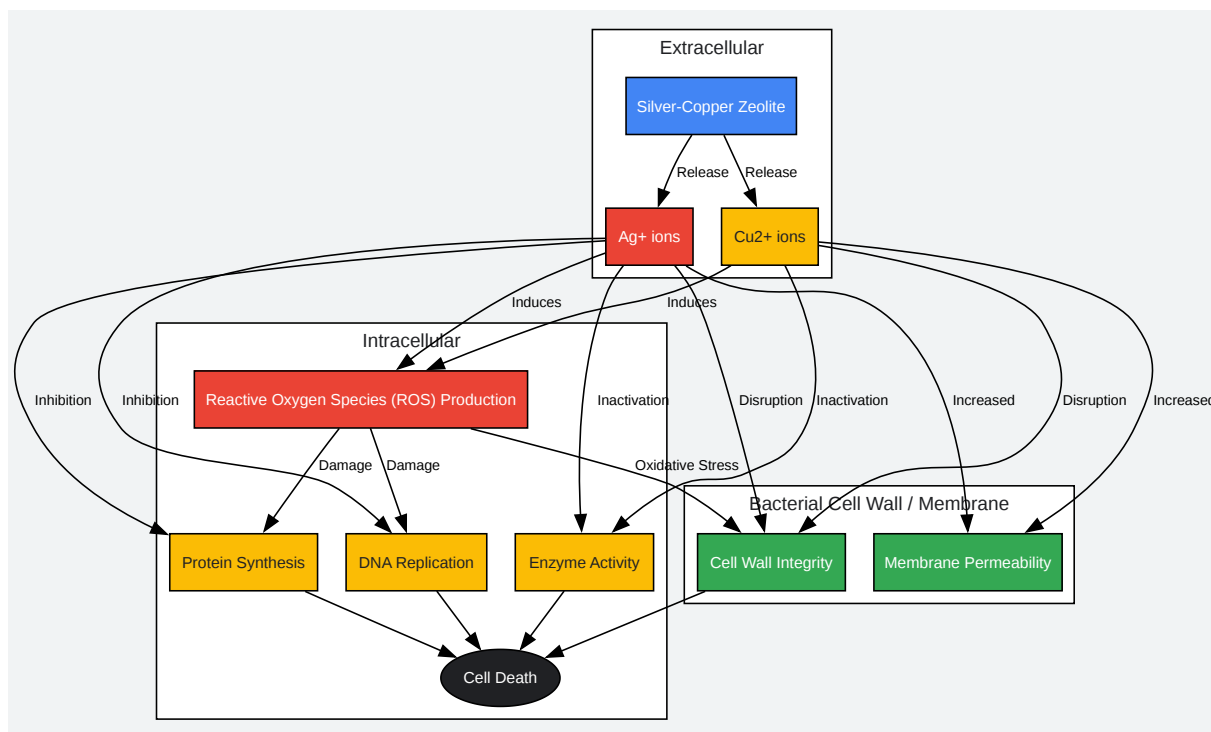 Extracellular
Silver-Copper Zeolite
Release
Release
Ag+ ions
Cu2+ ions
Induces
Induces
Intracellular
Reactive Oxygen Species (ROS) Production
Inhibition
Inhibition
Inactivation
Disruption
Inactivation
Increased
Disruption
Increased
Damage
Damage
Oxidative Stress
Bacterial Cell Wall / Membrane
Protein Synthesis
DNA Replication
Enzyme Activity
Cell Wall Integrity
Membrane Permeability
Cell Death